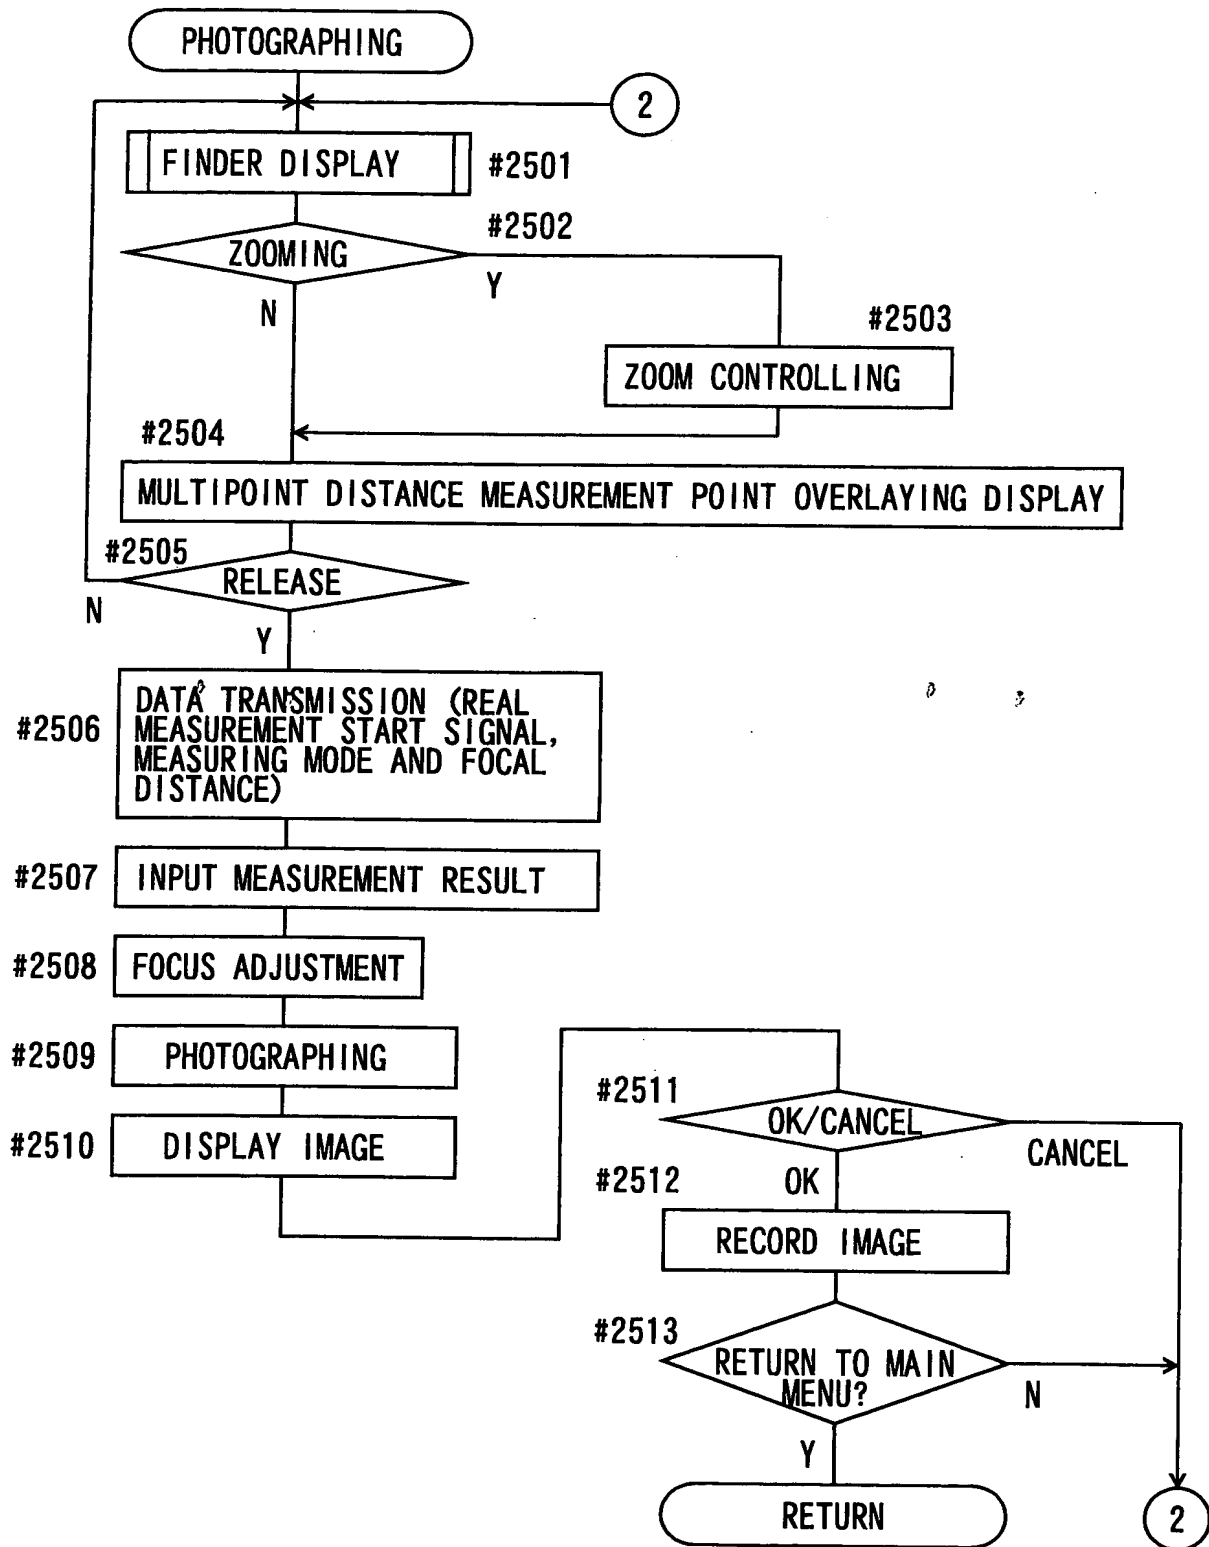 PHOTOGRAPHING
2
FINDER DISPLAY
#2501
#2502
ZOOMING
Y
N
#2503
ZOOM CONTROLLING
#2504
MULTIPOINT DISTANCE MEASUREMENT POINT OVERLAYING DISPLAY
#2505
RELEASE
N
Y
#2506
DATA TRANSMISSION (REAL
MEASUREMENT START SIGNAL,
MEASURING MODE AND FOCAL
DISTANCE)
#2507
INPUT MEASUREMENT RESULT
#2508
FOCUS ADJUSTMENT
#2509
PHOTOGRAPHING
#2510
DISPLAY IMAGE
#2511
OK/CANCEL
CANCEL
OK
#2512
RECORD IMAGE
#2513
RETURN TO MAIN
MENU?
N
Y
RETURN
2